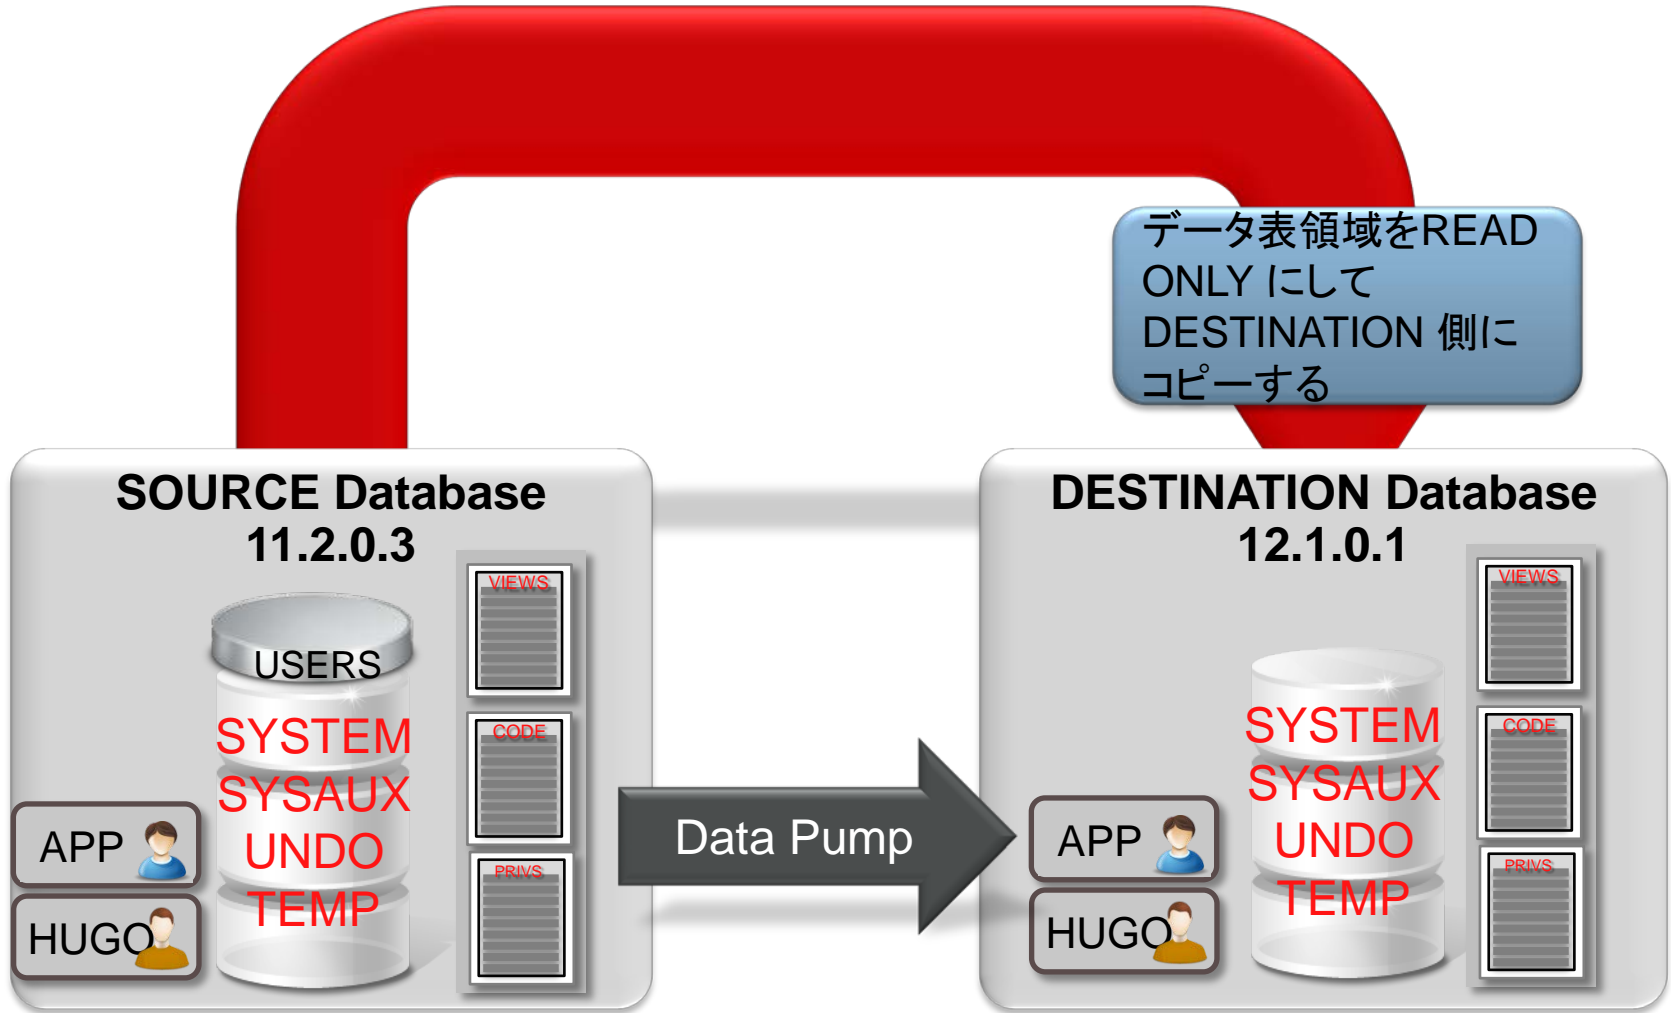 データ表領域をREAD
ONLY にして
DESTINATION 側に
コピーする
SOURCE Database
11.2.0.3
VIEWS
USERS
SYSTEM
CODE
SYSAUX
APP
UNDO
PRIVS
TEMP
HUGO
Data Pump
DESTINATION Database
12.1.0.1
VIEWS
SYSTEM
CODE
SYSAUX
APP
UNDO
PRIVS
TEMP
HUGO